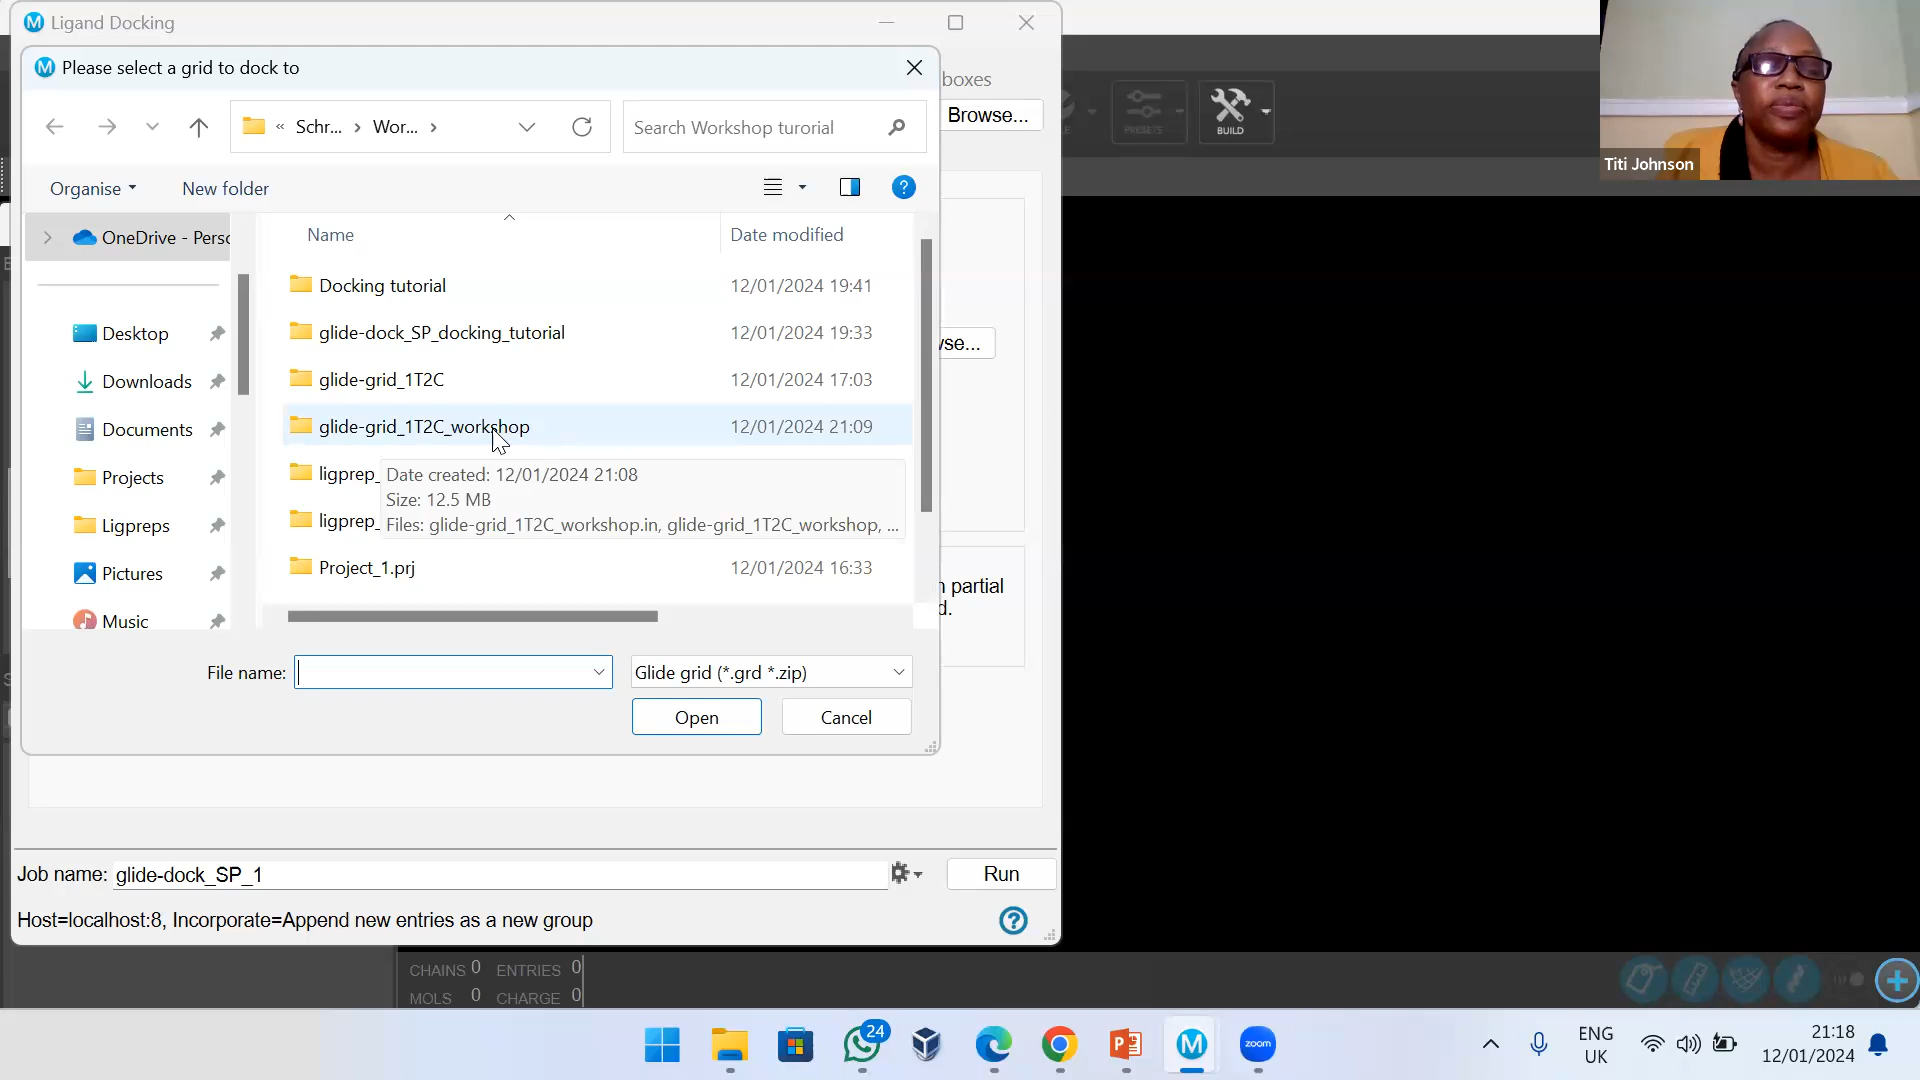 Ligand Docking
Please select a grid to dock to
boxes
Browse...
« Schr... › Wor... ›
Search Workshop turorial
Organise
New folder
OneDrive - Perso
Name
Date modified
Docking tutorial
12/01/2024 19:41
glide-dock_SP_docking_tutorial
12/01/2024 19:33
Desktop
Downloads
glide-grid_1T2C
12/01/2024 17:03
Documents
glide-grid_1T2C_workshop
12/01/2024 21:09
Projects
ligprep_
Date created: 12/01/2024 21:08
Size: 12.5 MB
Files: glide-grid_1T2C_workshop.in, glide-grid_1T2C_workshop, ...
Ligpreps
ligprep_
Pictures
Project_1.prj
12/01/2024 16:33
Music
wse...
n partial
d.
File name:
Glide grid (*.grd *.zip)
Open
Cancel
Job name: glide-dock_SP_1
Run
Host=localhost:8, Incorporate=Append new entries as a new group
PRESETS
BUILD
Titi Johnson
CHAINS 0 ENTRIES 0
MOLS 0 CHARGE 0
24
zoom
ENG
UK
21:18
12/01/2024